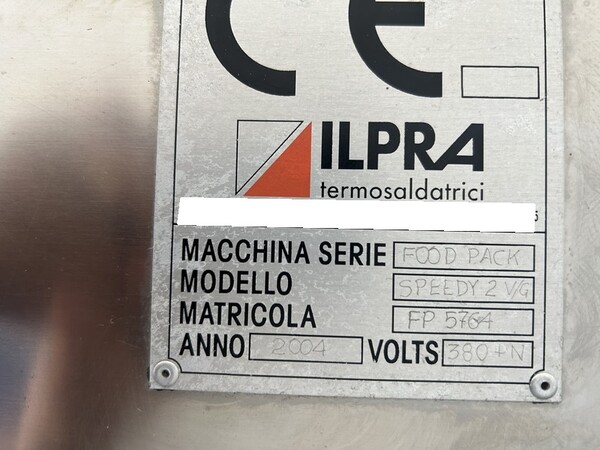 CE
ILPRA
termosaldatrici
MACCHINA SERIE FOOD PACK
MODELLO SPEEDY 2 V/G
MATRICOLA FP 5764
ANNO 2004 VOLTS 380+N